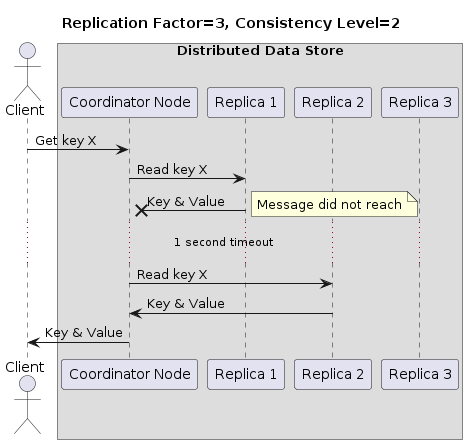 Replication Factor=3, Consistency Level=2
Distributed Data Store
Client
Coordinator Node
Replica 1
Replica 2
Replica 3
Get key X
Read key X
Key & Value
Message did not reach
1 second timeout
Read key X
Key & Value
Key & Value
Client
Coordinator Node
Replica 1
Replica 2
Replica 3